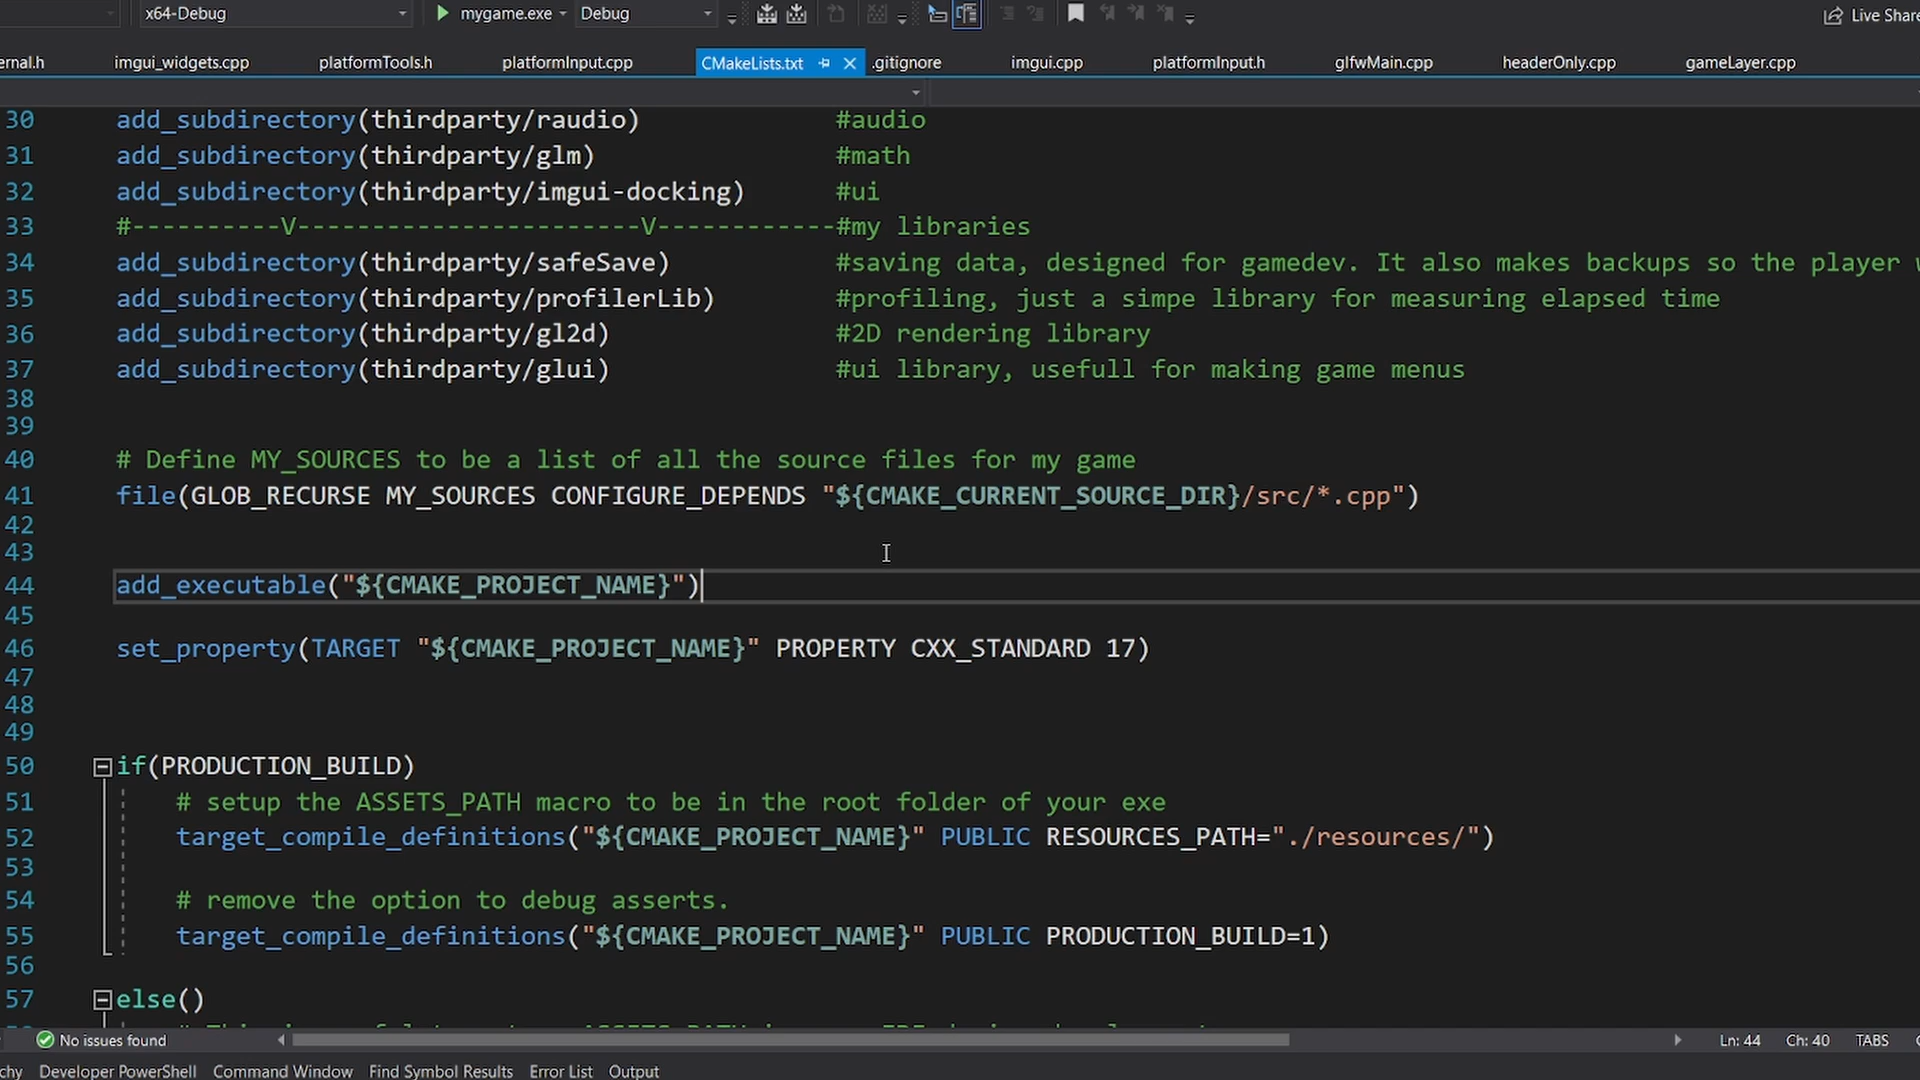 x64-Debug mygame.exe Debug Live Share
ernal.h imgui_widgets.cpp platformTools.h platformInput.cpp CMakeLists.txt .gitignore imgui.cpp platformInput.h glfwMain.cpp headerOnly.cpp gameLayer.cpp
30 add_subdirectory(thirdparty/raudio) #audio
31 add_subdirectory(thirdparty/glm) #math
32 add_subdirectory(thirdparty/imgui-docking) #ui
33 #----------V-----------------------V------------#my libraries
34 add_subdirectory(thirdparty/safeSave) #saving data, designed for gamedev. It also makes backups so the player w
35 add_subdirectory(thirdparty/profilerLib) #profiling, just a simpe library for measuring elapsed time
36 add_subdirectory(thirdparty/gl2d) #2D rendering library
37 add_subdirectory(thirdparty/glui) #ui library, usefull for making game menus
38
39
40 # Define MY_SOURCES to be a list of all the source files for my game
41 file(GLOB_RECURSE MY_SOURCES CONFIGURE_DEPENDS "${CMAKE_CURRENT_SOURCE_DIR}/src/*.cpp")
42
43
44 add_executable("${CMAKE_PROJECT_NAME}")
45
46 set_property(TARGET "${CMAKE_PROJECT_NAME}" PROPERTY CXX_STANDARD 17)
47
48
49
50 if(PRODUCTION_BUILD)
51 # setup the ASSETS_PATH macro to be in the root folder of your exe
52 target_compile_definitions("${CMAKE_PROJECT_NAME}" PUBLIC RESOURCES_PATH="./resources/")
53
54 # remove the option to debug asserts.
55 target_compile_definitions("${CMAKE_PROJECT_NAME}" PUBLIC PRODUCTION_BUILD=1)
56
57 else()
No issues found Ln: 44 Ch: 40 TABS
chy Developer PowerShell Command Window Find Symbol Results Error List Output